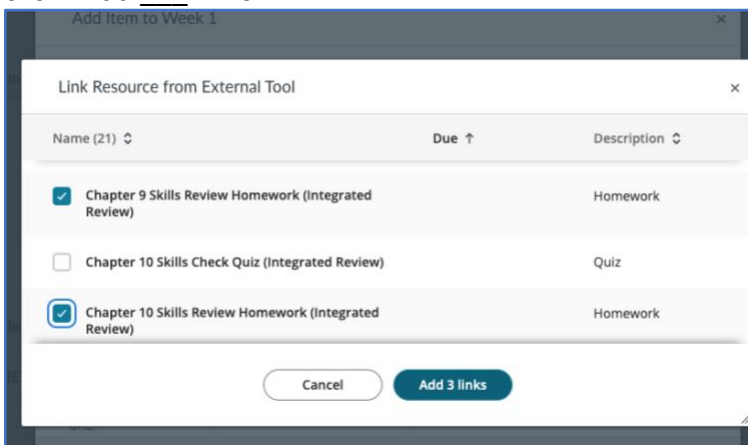 Add Item to Week 1
Link Resource from External Tool
Name (21) Due ↑ Description
Chapter 9 Skills Review Homework (Integrated Review) Homework
Chapter 10 Skills Check Quiz (Integrated Review) Quiz
Chapter 10 Skills Review Homework (Integrated Review) Homework
Cancel Add 3 links